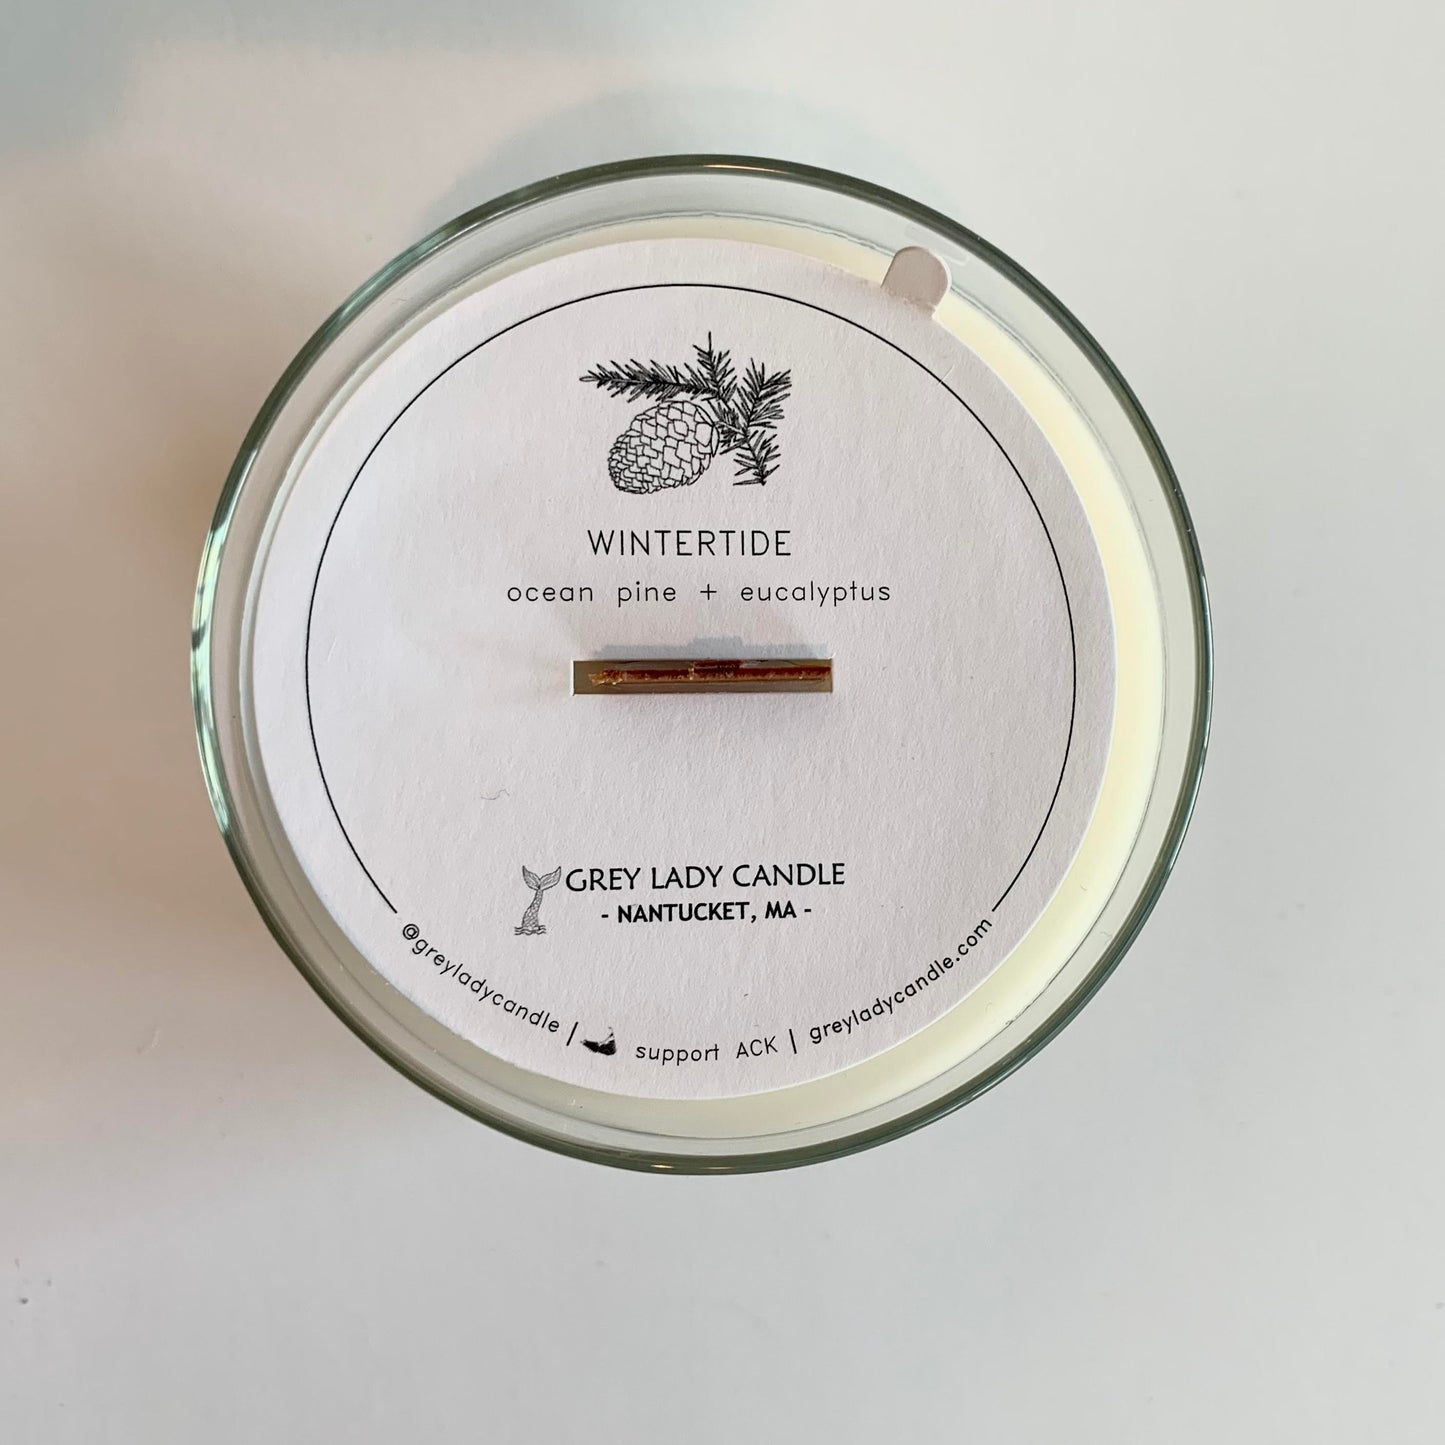 WINTERTIDE
ocean pine + eucalyptus
GREY LADY CANDLE
- NANTUCKET, MA -
@greyladycandle | support ACK | greyladycandle.com